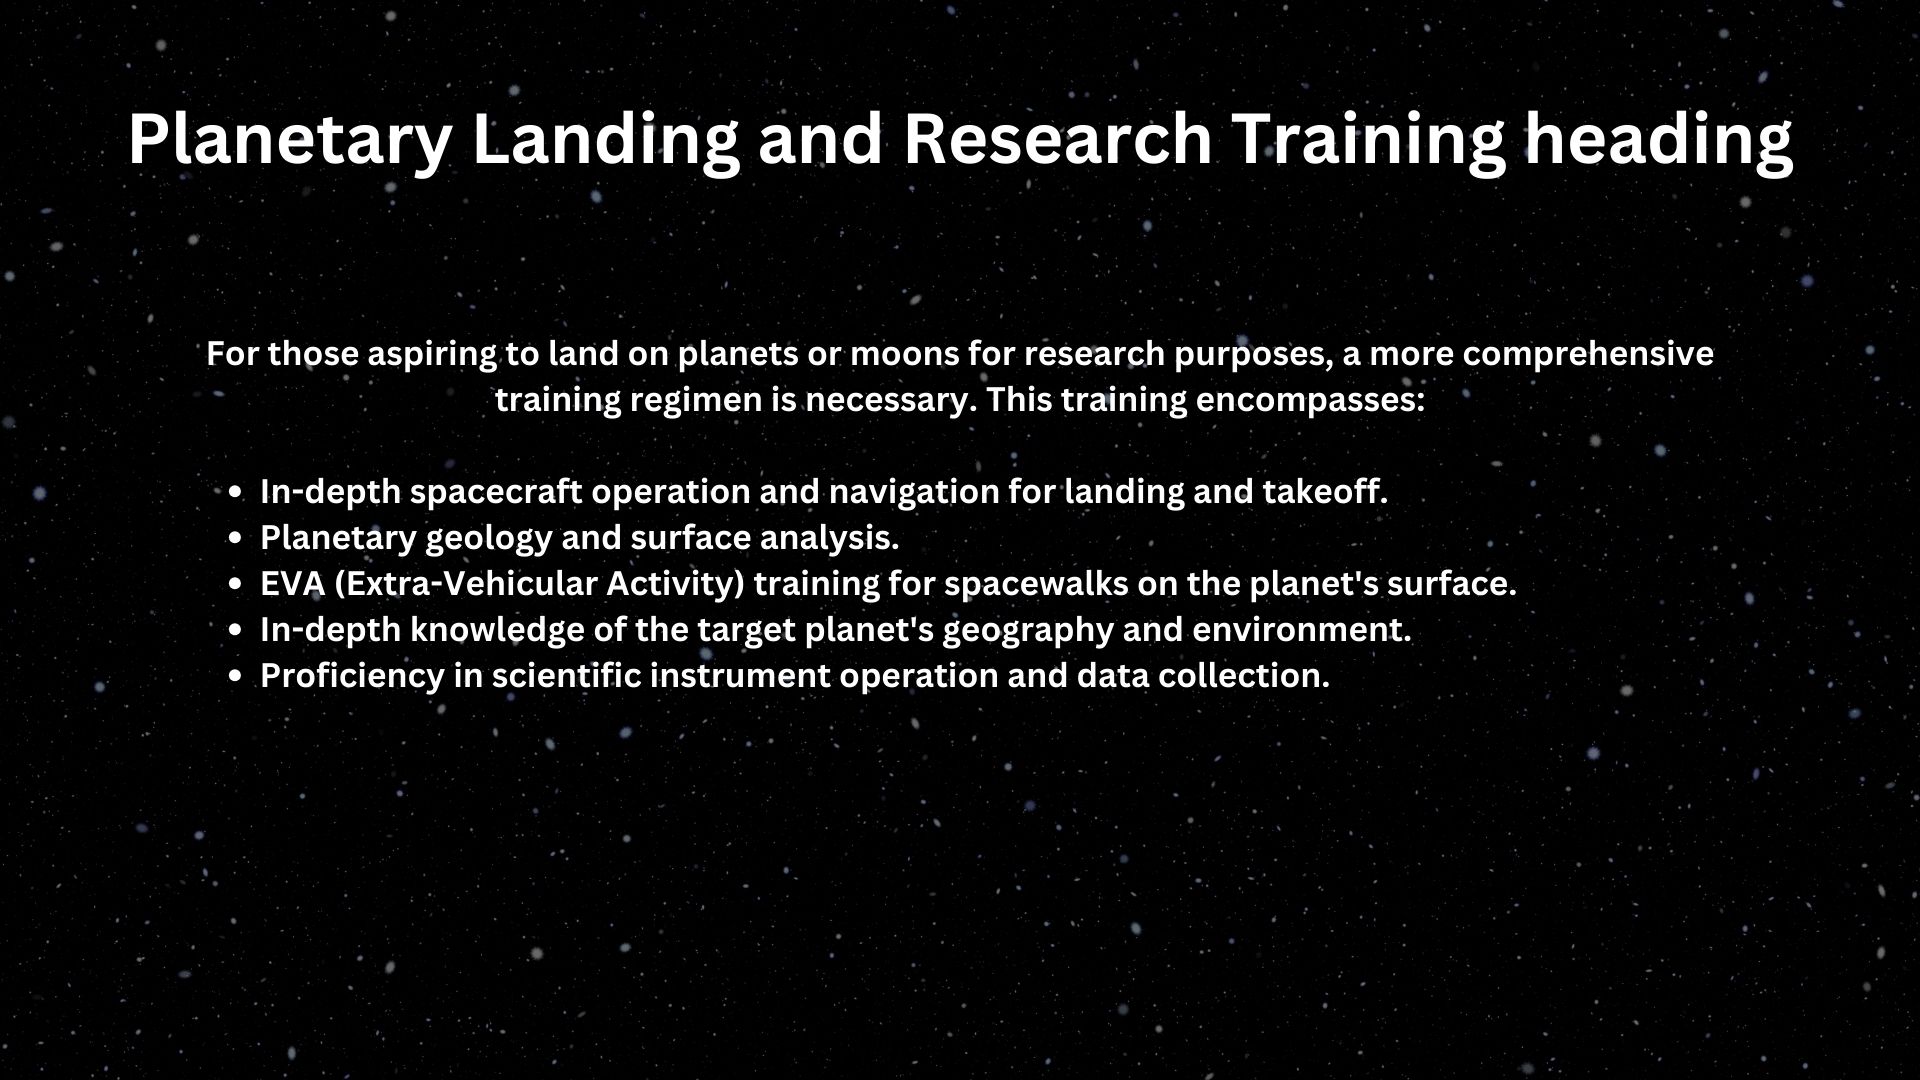 Planetary Landing and Research Training heading
For those aspiring to land on planets or moons for research purposes, a more comprehensive
training regimen is necessary. This training encompasses:
• In-depth spacecraft operation and navigation for landing and takeoff.
• Planetary geology and surface analysis.
• EVA (Extra-Vehicular Activity) training for spacewalks on the planet's surface.
• In-depth knowledge of the target planet's geography and environment.
• Proficiency in scientific instrument operation and data collection.